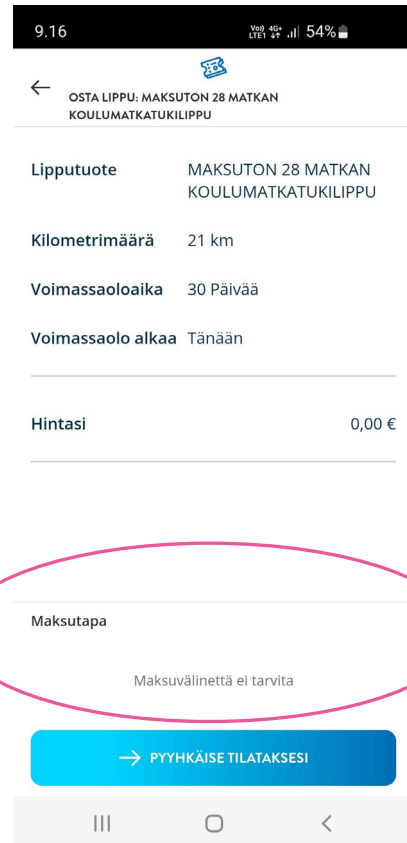 9.16 Vo)) 4G+ LTE1 54%
OSTA LIPPU: MAKSUTON 28 MATKAN
KOULUMATKATUKILIPPU
Lipputuote MAKSUTON 28 MATKAN
KOULUMATKATUKILIPPU
Kilometrimäärä 21 km
Voimassaoloaika 30 Päivää
Voimassaolo alkaa Tänään
Hintasi 0,00 €
Maksutapa
Maksuvälinettä ei tarvita
PYYHKÄISE TILATAKSESI